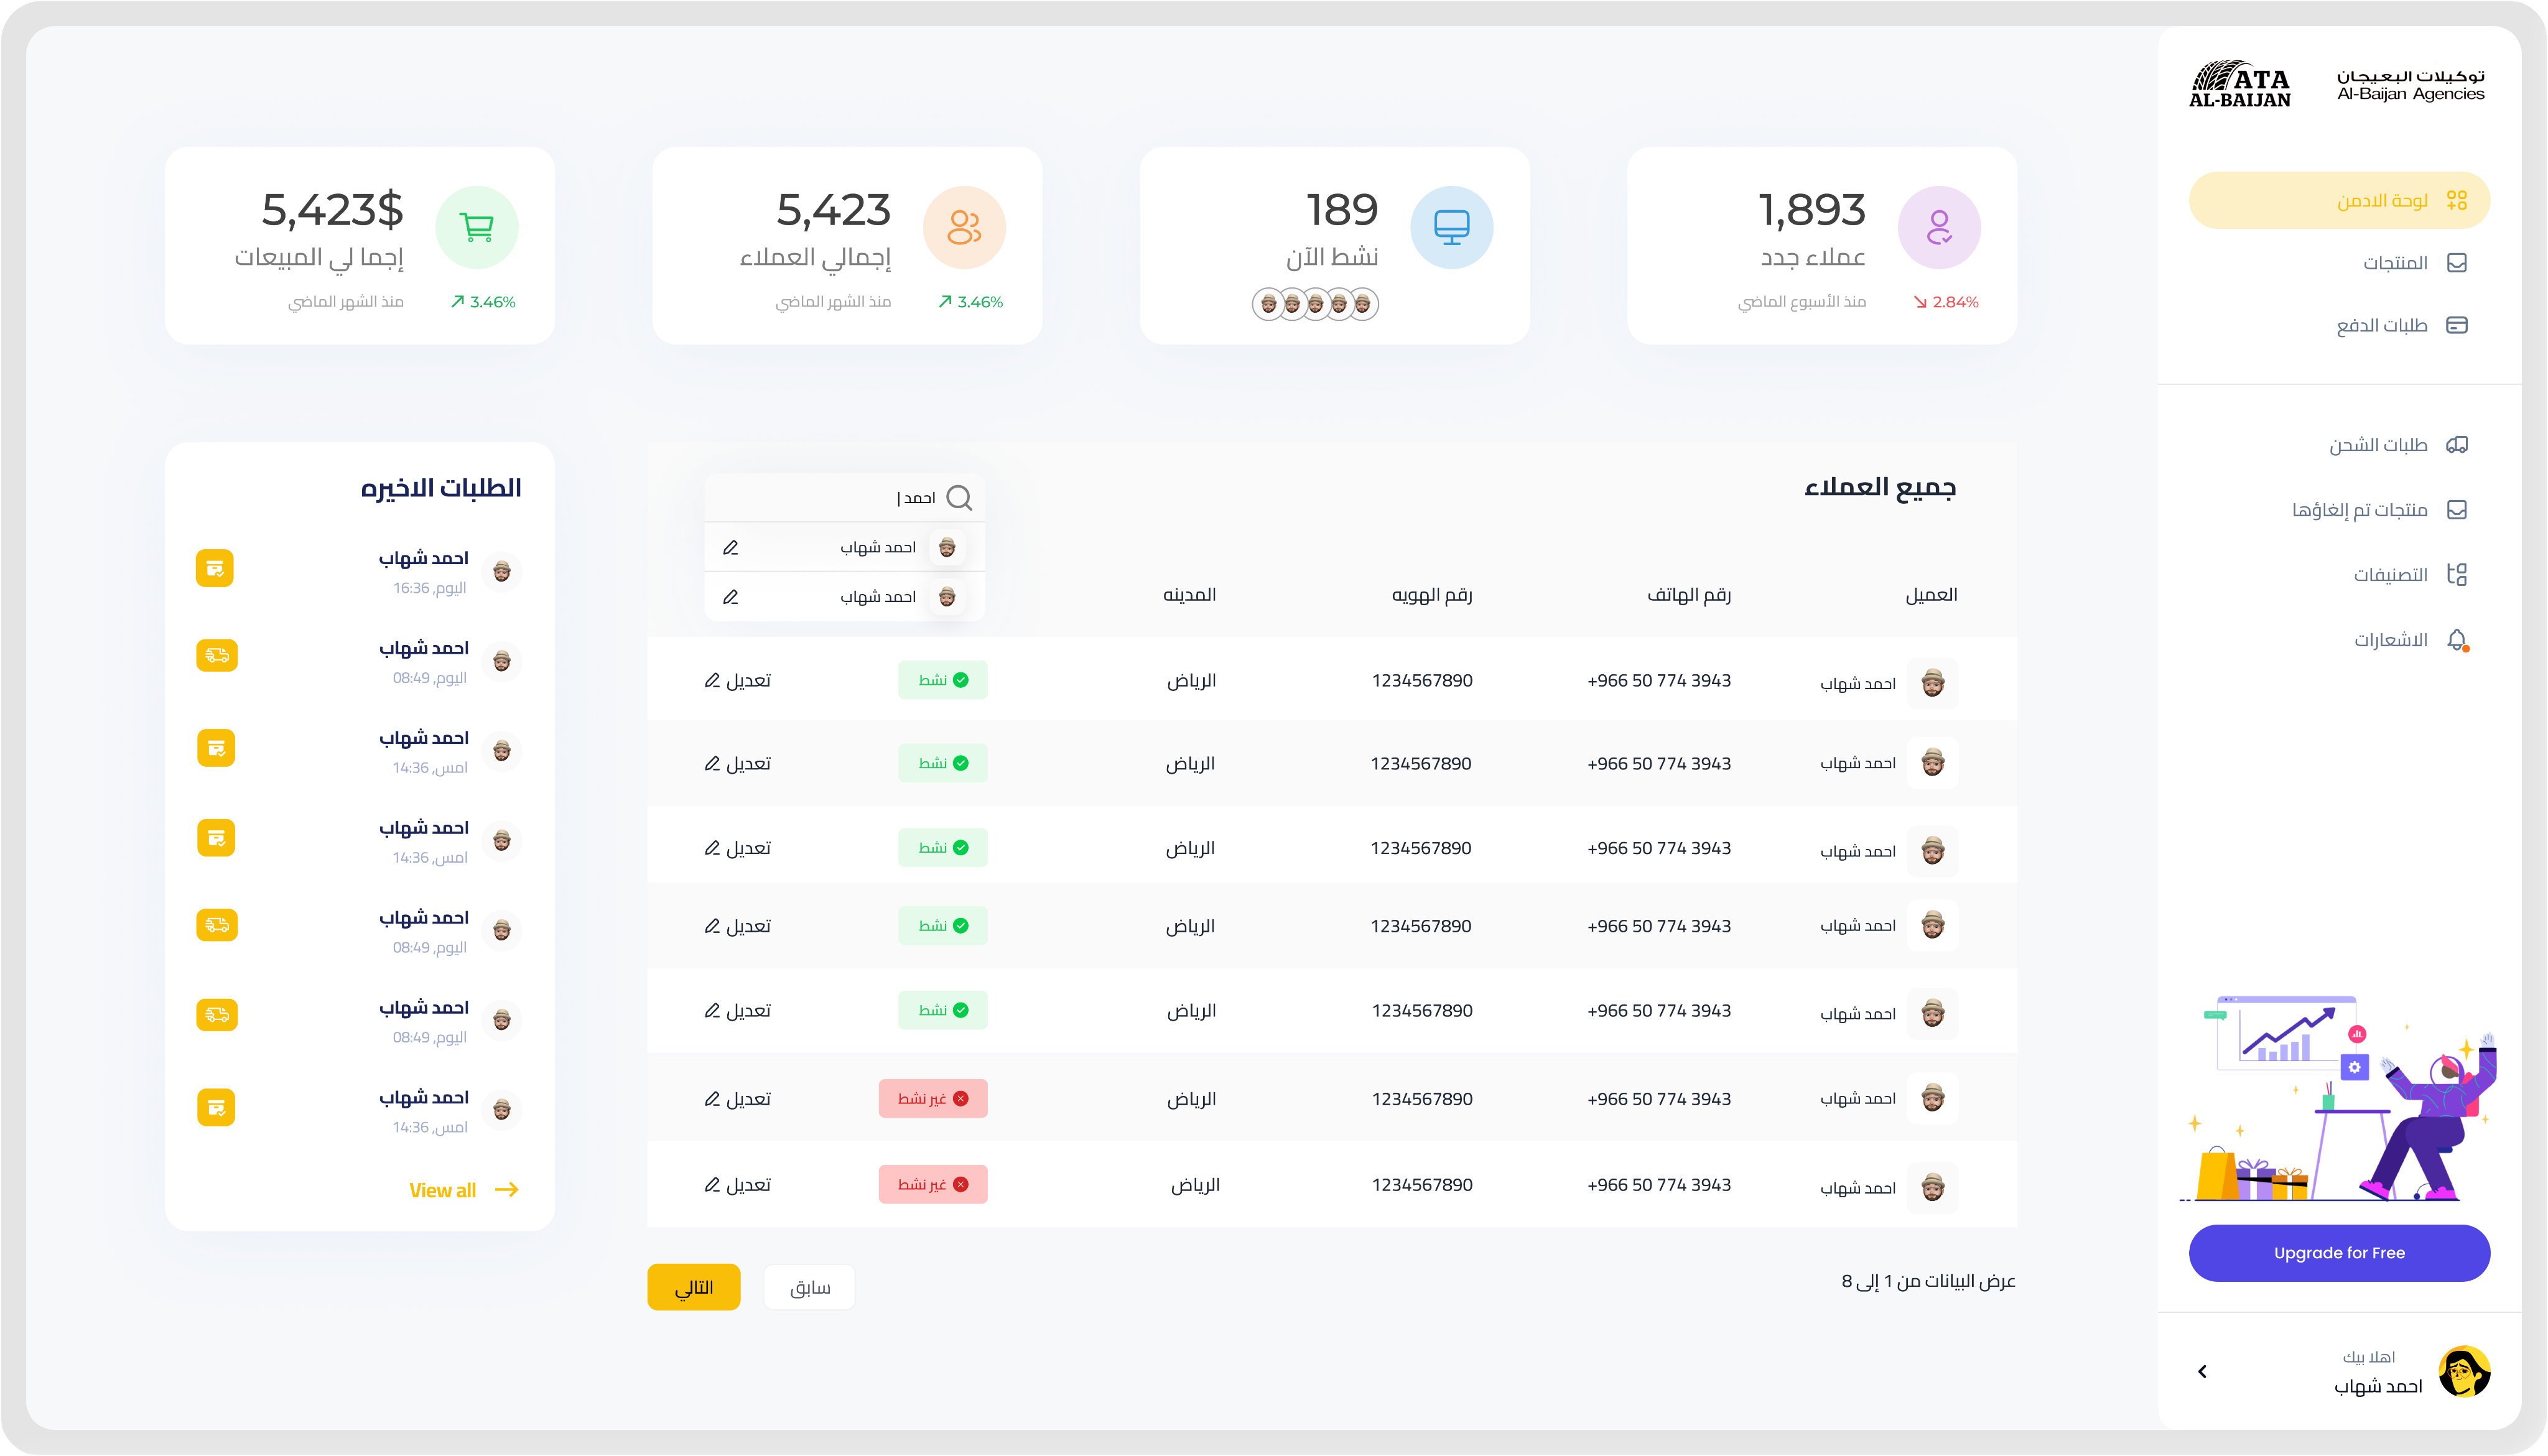 توكيلات البعيجان
Al-Baijan Agencies
ATA
AL-BAIJAN
لوحة الادمن
المنتجات
طلبات الدفع
طلبات الشحن
منتجات تم إلغاؤها
التصنيفات
الاشعارات
Upgrade for Free
اهلا بيك
احمد شهاب
1,893
عملاء جدد
2.84% منذ الأسبوع الماضي
189
نشط الآن
5,423
إجمالي العملاء
3.46% منذ الشهر الماضي
5,423$
إجما لي المبيعات
3.46% منذ الشهر الماضي
جميع العملاء
احمد |
احمد شهاب
احمد شهاب
العميل رقم الهاتف رقم الهويه المدينه
احمد شهاب +966 50 774 3943 1234567890 الرياض نشط تعديل
احمد شهاب +966 50 774 3943 1234567890 الرياض نشط تعديل
احمد شهاب +966 50 774 3943 1234567890 الرياض نشط تعديل
احمد شهاب +966 50 774 3943 1234567890 الرياض نشط تعديل
احمد شهاب +966 50 774 3943 1234567890 الرياض نشط تعديل
احمد شهاب +966 50 774 3943 1234567890 الرياض غير نشط تعديل
احمد شهاب +966 50 774 3943 1234567890 الرياض غير نشط تعديل
عرض البيانات من 1 إلى 8
سابق
التالي
الطلبات الاخيره
احمد شهاب
اليوم, 16:36
احمد شهاب
اليوم, 08:49
احمد شهاب
امس, 14:36
احمد شهاب
امس, 14:36
احمد شهاب
اليوم, 08:49
احمد شهاب
اليوم, 08:49
احمد شهاب
امس, 14:36
View all